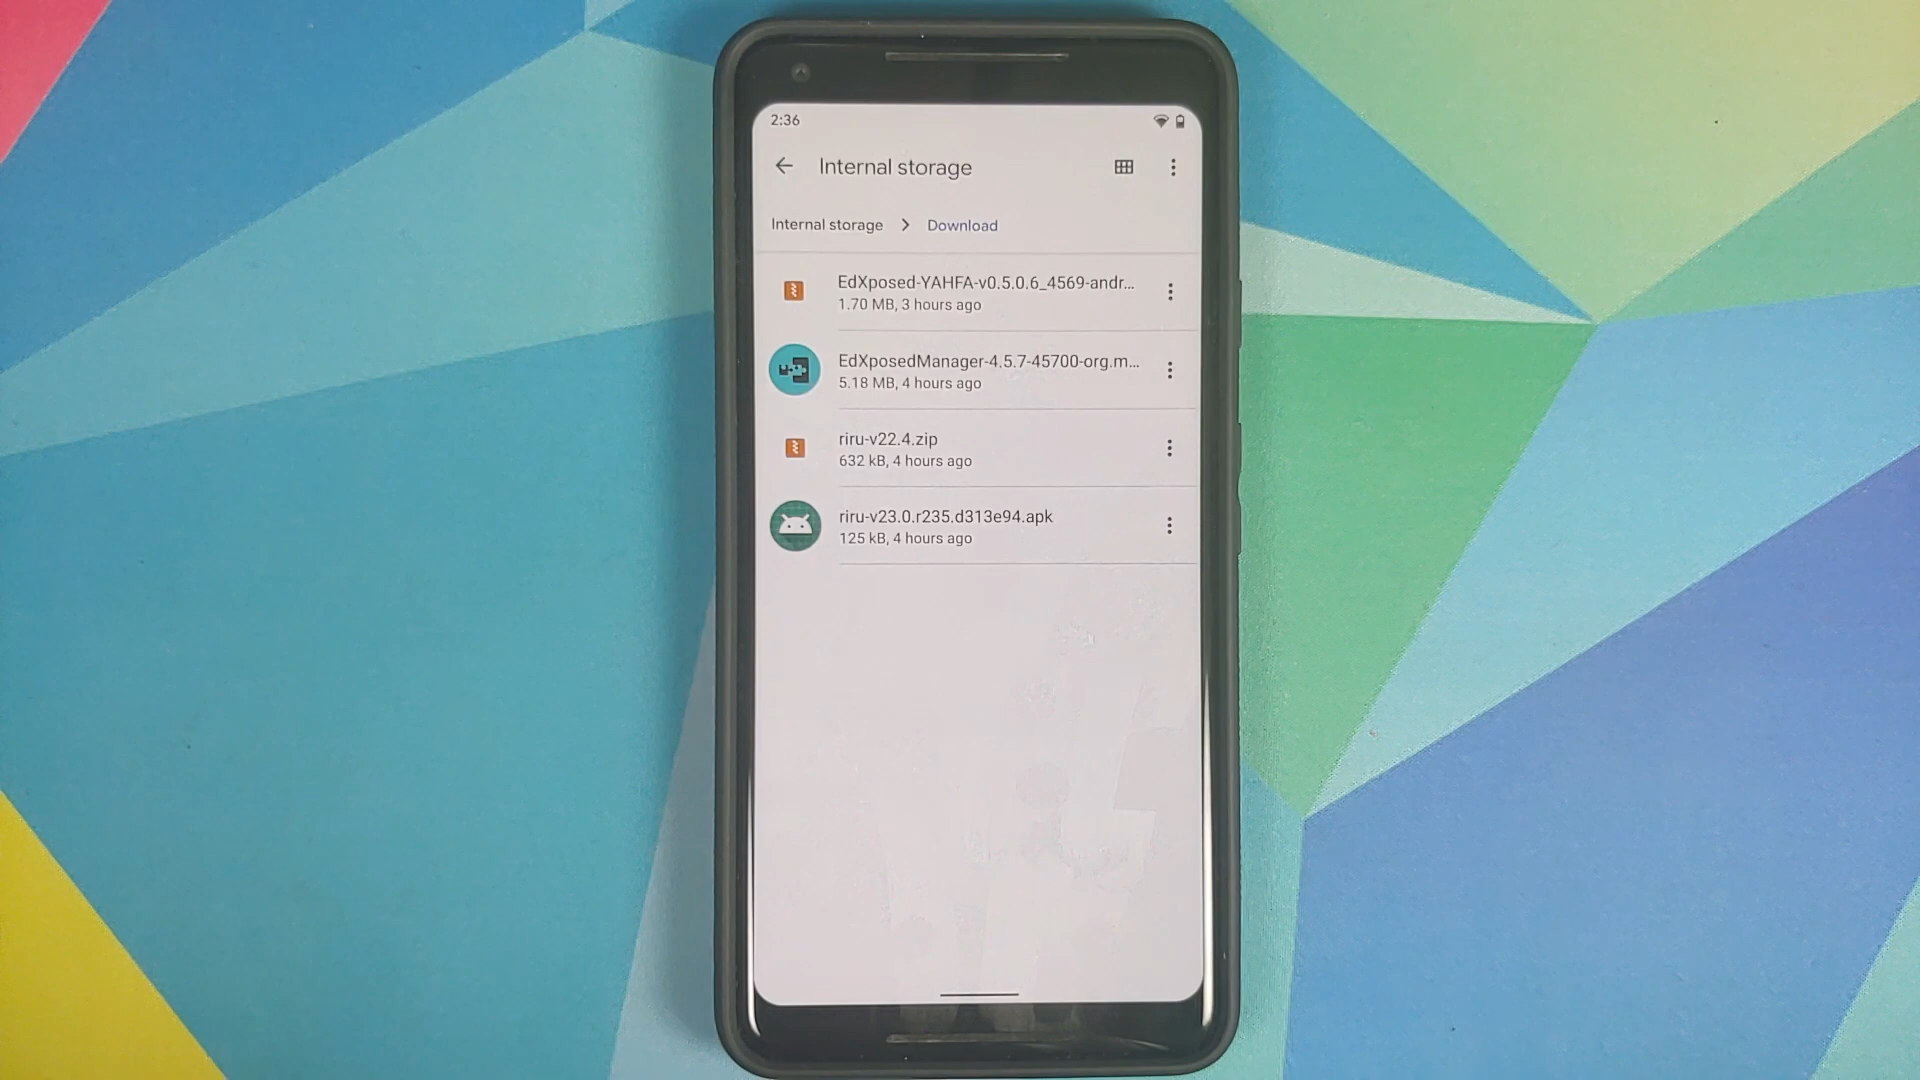 2:36
Internal storage
Internal storage > Download
EdXposed-YAHFA-v0.5.0.6_4569-andr...
1.70 MB, 3 hours ago
EdXposedManager-4.5.7-45700-org.m...
5.18 MB, 4 hours ago
riru-v22.4.zip
632 kB, 4 hours ago
riru-v23.0.r235.d313e94.apk
125 kB, 4 hours ago